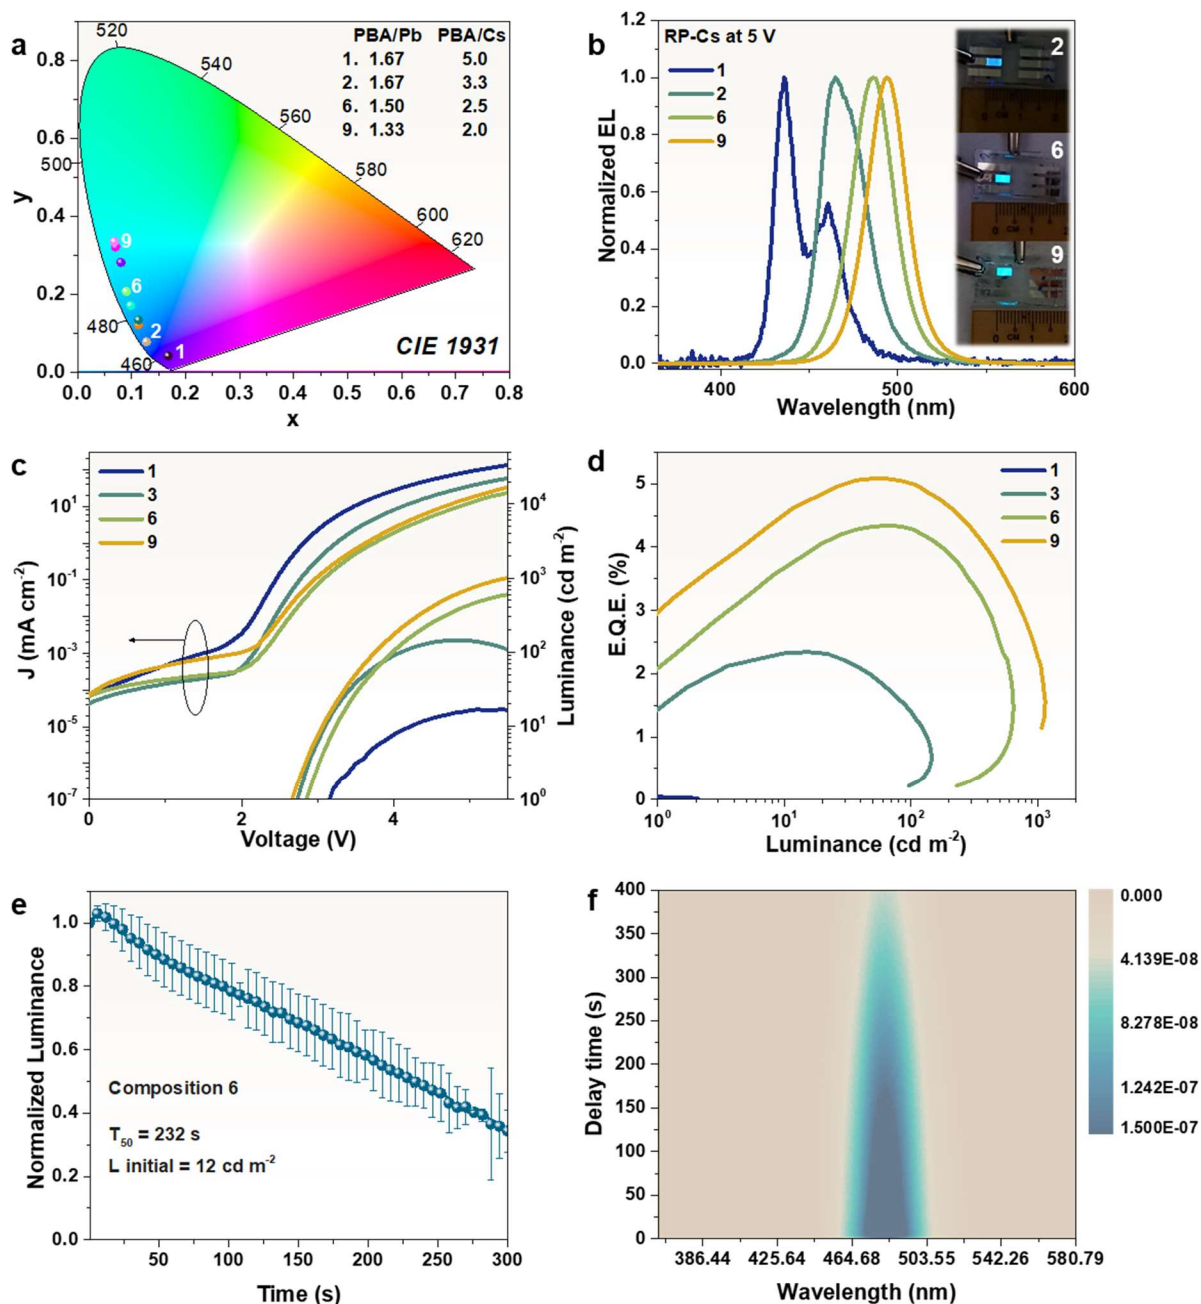 a
PBA/Pb PBA/Cs
1. 1.67 5.0
2. 1.67 3.3
6. 1.50 2.5
9. 1.33 2.0
520
540
560
580
600
620
500
480
460
9
6
2
1
CIE 1931
0.8
0.6
0.4
0.2
0.0
y
0.0 0.1 0.2 0.3 0.4 0.5 0.6 0.7 0.8
x
b
RP-Cs at 5 V
1
2
6
9
2
6
9
1.2
1.0
0.8
0.6
0.4
0.2
0.0
Normalized EL
400 500 600
Wavelength (nm)
c
1
3
6
9
10¹
10⁻¹
10⁻³
10⁻⁵
10⁻⁷
J (mA cm⁻²)
10⁴
10³
10²
10¹
10⁰
Luminance (cd m⁻²)
0 2 4
Voltage (V)
d
1
3
6
9
5
4
3
2
1
0
E.Q.E. (%)
10⁰ 10¹ 10² 10³
Luminance (cd m⁻²)
e
1.0
0.8
0.6
0.4
0.2
0.0
Normalized Luminance
Composition 6
T₅₀ = 232 s
L initial = 12 cd m⁻²
50 100 150 200 250 300
Time (s)
f
400
350
300
250
200
150
100
50
0
Delay time (s)
0.000
4.139E-08
8.278E-08
1.242E-07
1.500E-07
386.44 425.64 464.68 503.55 542.26 580.79
Wavelength (nm)